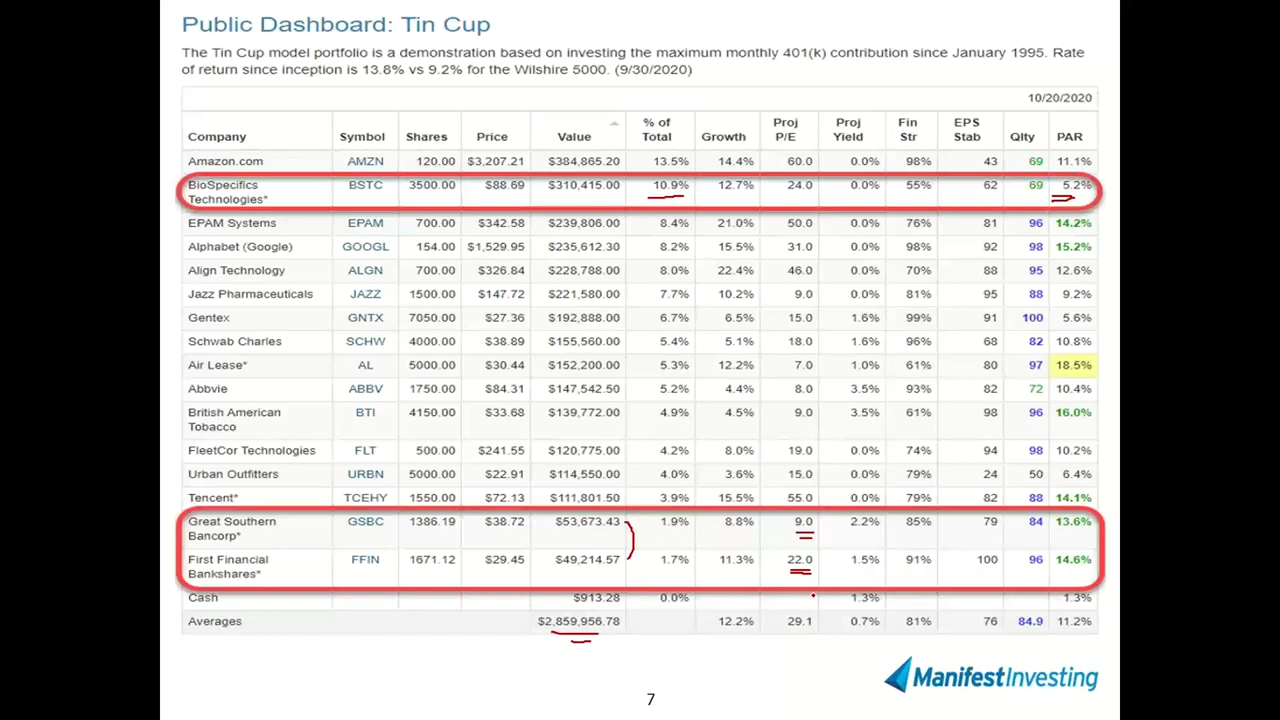 Public Dashboard: Tin Cup
The Tin Cup model portfolio is a demonstration based on investing the maximum monthly 401(k) contribution since January 1995. Rate
of return since inception is 13.8% vs 9.2% for the Wilshire 5000. (9/30/2020)
10/20/2020
Company Symbol Shares Price Value % of Total Growth Proj P/E Proj Yield Fin Str EPS Stab Qlty PAR
Amazon.com AMZN 120.00 $3,207.21 $384,865.20 13.5% 14.4% 60.0 0.0% 98% 43 69 11.1%
BioSpecifics BSTC 3500.00 $88.69 $310,415.00 10.9% 12.7% 24.0 0.0% 55% 62 69 5.2%
Technologies*
EPAM Systems EPAM 700.00 $342.58 $239,806.00 8.4% 21.0% 50.0 0.0% 76% 81 96 14.2%
Alphabet (Google) GOOGL 154.00 $1,529.95 $235,612.30 8.2% 15.5% 31.0 0.0% 98% 92 98 15.2%
Align Technology ALGN 700.00 $326.84 $228,788.00 8.0% 22.4% 46.0 0.0% 70% 88 95 12.6%
Jazz Pharmaceuticals JAZZ 1500.00 $147.72 $221,580.00 7.7% 10.2% 9.0 0.0% 81% 95 88 9.2%
Gentex GNTX 7050.00 $27.36 $192,888.00 6.7% 6.5% 15.0 1.6% 99% 91 100 5.6%
Schwab Charles SCHW 4000.00 $38.89 $155,560.00 5.4% 5.1% 18.0 1.6% 96% 68 82 10.8%
Air Lease* AL 5000.00 $30.44 $152,200.00 5.3% 12.2% 7.0 1.0% 61% 80 97 18.5%
Abbvie ABBV 1750.00 $84.31 $147,542.50 5.2% 4.4% 8.0 3.5% 93% 82 72 10.4%
British American BTI 4150.00 $33.68 $139,772.00 4.9% 4.5% 9.0 3.5% 61% 98 96 16.0%
Tobacco
FleetCor Technologies FLT 500.00 $241.55 $120,775.00 4.2% 8.0% 19.0 0.0% 74% 94 98 10.2%
Urban Outfitters URBN 5000.00 $22.91 $114,550.00 4.0% 3.6% 15.0 0.0% 79% 24 50 6.4%
Tencent* TCEHY 1550.00 $72.13 $111,801.50 3.9% 15.5% 55.0 0.0% 79% 82 88 14.1%
Great Southern GSBC 1386.19 $38.72 $53,673.43 1.9% 8.8% 9.0 2.2% 85% 79 84 13.6%
Bancorp*
First Financial FFIN 1671.12 $29.45 $49,214.57 1.7% 11.3% 22.0 1.5% 91% 100 96 14.6%
Bankshares*
Cash $913.28 0.0% 1.3% 1.3%
Averages $2,859,956.78 12.2% 29.1 0.7% 81% 76 84.9 11.2%
ManifestInvesting
7